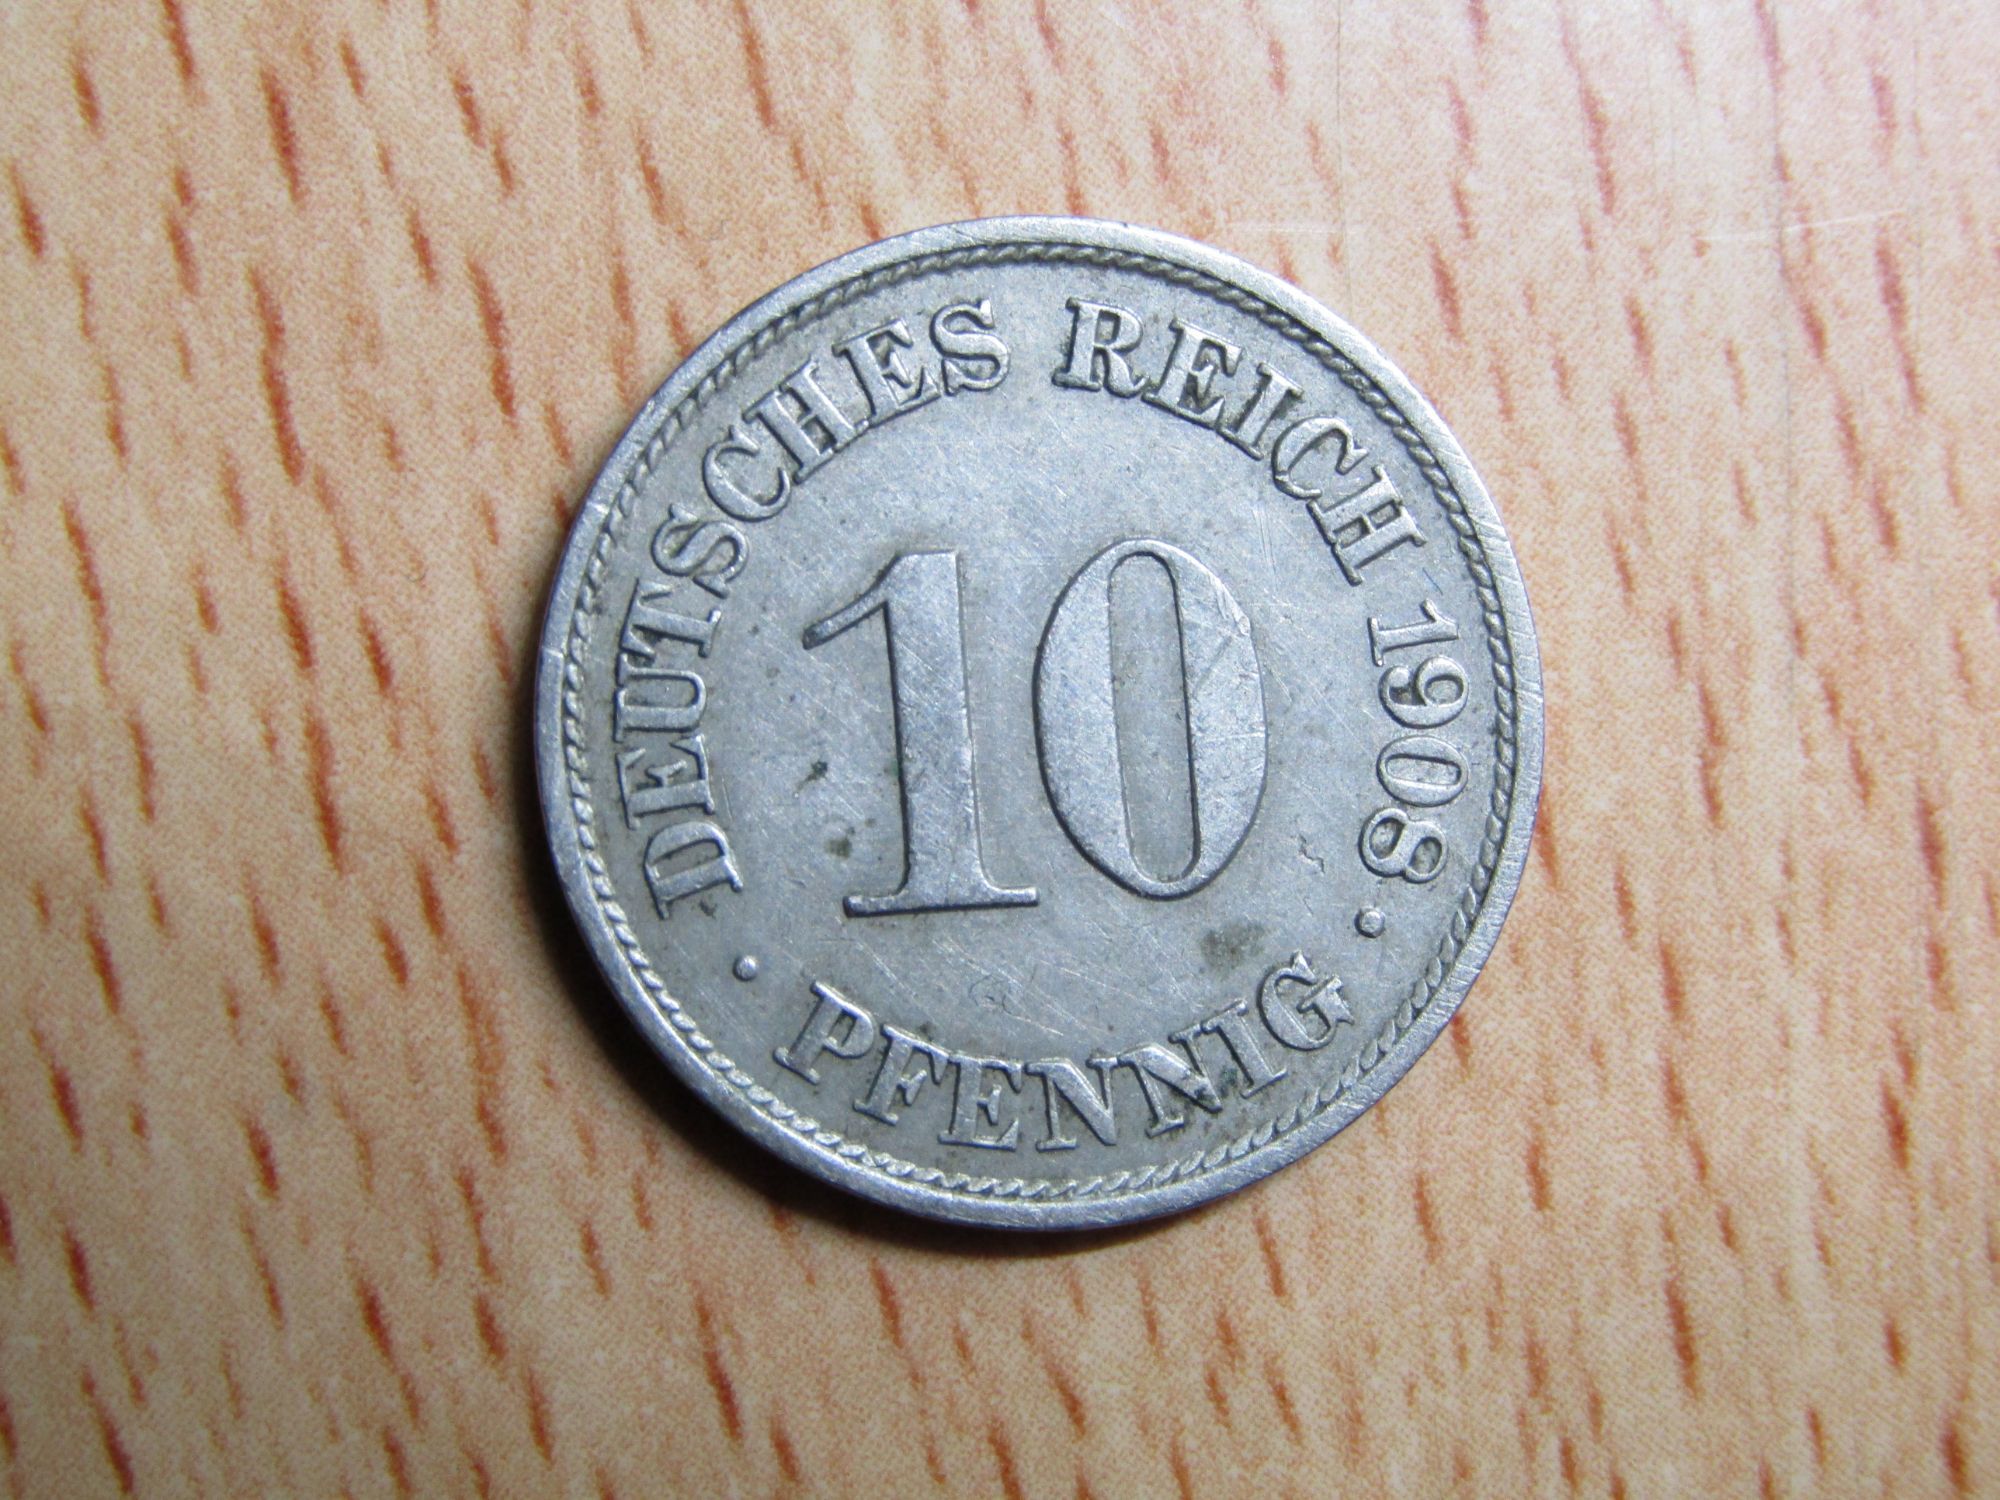 DEUTSCHES REICH 1908
10
· PFENNIG ·